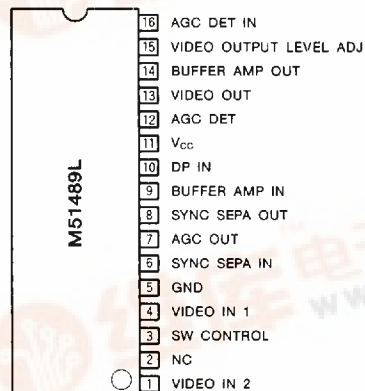 16 AGC DET IN
15 VIDEO OUTPUT LEVEL ADJ
14 BUFFER AMP OUT
13 VIDEO OUT
12 AGC DET
11 Vcc
10 DP IN
9 BUFFER AMP IN
8 SYNC SEPA OUT
7 AGC OUT
6 SYNC SEPA IN
5 GND
4 VIDEO IN 1
3 SW CONTROL
2 NC
1 VIDEO IN 2
M51489L